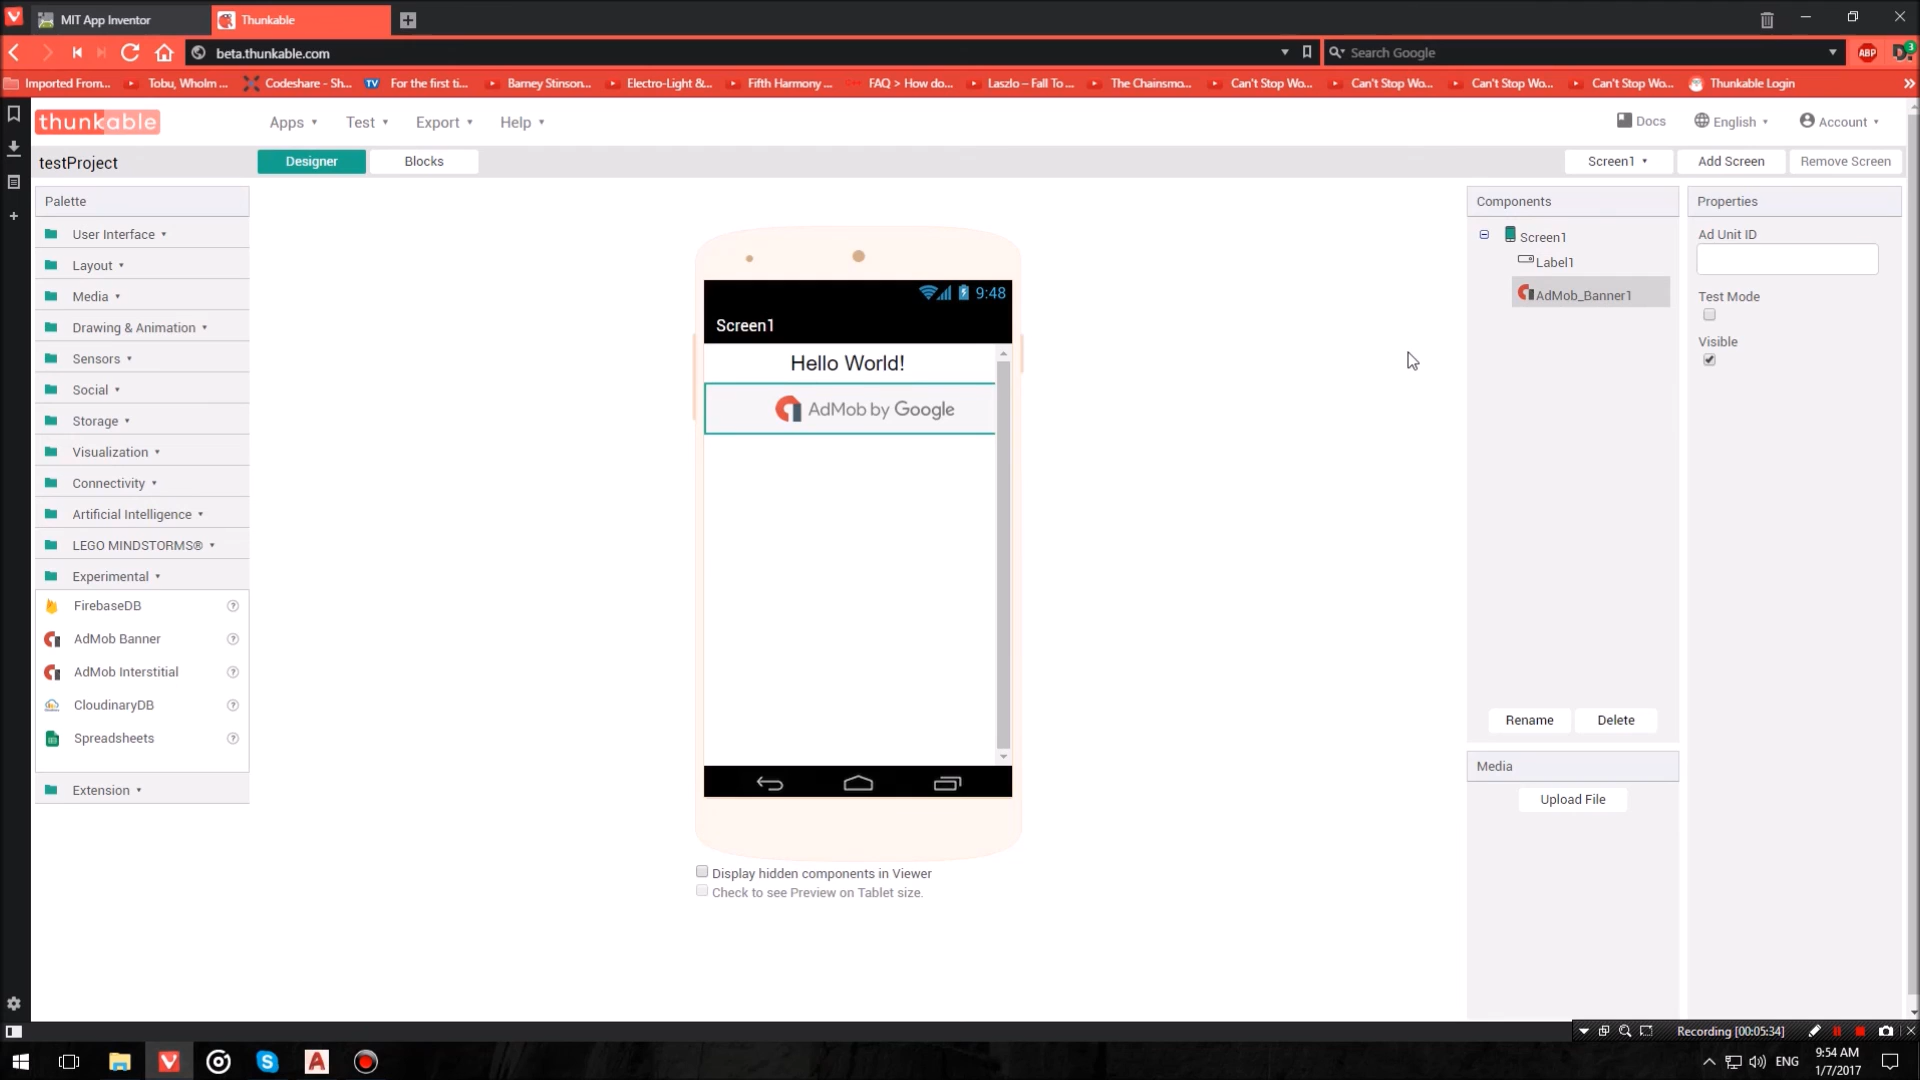 MIT App Inventor
Thunkable
beta.thunkable.com
Search Google
ABP
3
Imported From...
Tobu, Wholm ...
Codeshare - Sh...
TV
For the first ti...
Barney Stinson...
Electro-Light &...
Fifth Harmony ...
FAQ > How do...
Laszlo – Fall To ...
The Chainsmo...
Can't Stop Wo...
Can't Stop Wo...
Can't Stop Wo...
Can't Stop Wo...
Thunkable Login
thunkable
Apps
Test
Export
Help
Docs
English
Account
testProject
Designer
Blocks
Screen1
Add Screen
Remove Screen
Palette
User Interface
Layout
Media
Drawing & Animation
Sensors
Social
Storage
Visualization
Connectivity
Artificial Intelligence
LEGO MINDSTORMS®
Experimental
FirebaseDB
AdMob Banner
AdMob Interstitial
CloudinaryDB
Spreadsheets
Extension
9:48
Screen1
Hello World!
AdMob by Google
Display hidden components in Viewer
Check to see Preview on Tablet size.
Components
Screen1
Label1
AdMob_Banner1
Rename
Delete
Media
Upload File
Properties
Ad Unit ID
Test Mode
Visible
Recording [00:05:34]
ENG
9:54 AM
1/7/2017